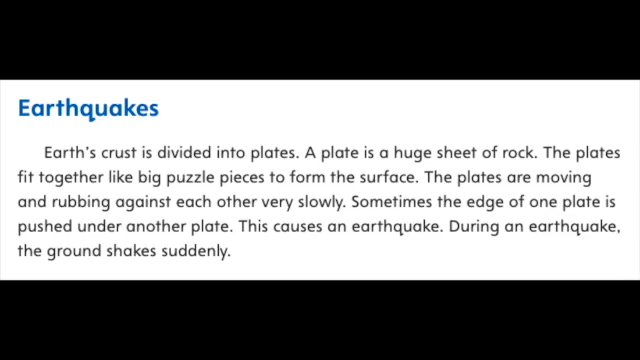 Earthquakes
Earth's crust is divided into plates. A plate is a huge sheet of rock. The plates
fit together like big puzzle pieces to form the surface. The plates are moving
and rubbing against each other very slowly. Sometimes the edge of one plate is
pushed under another plate. This causes an earthquake. During an earthquake,
the ground shakes suddenly.